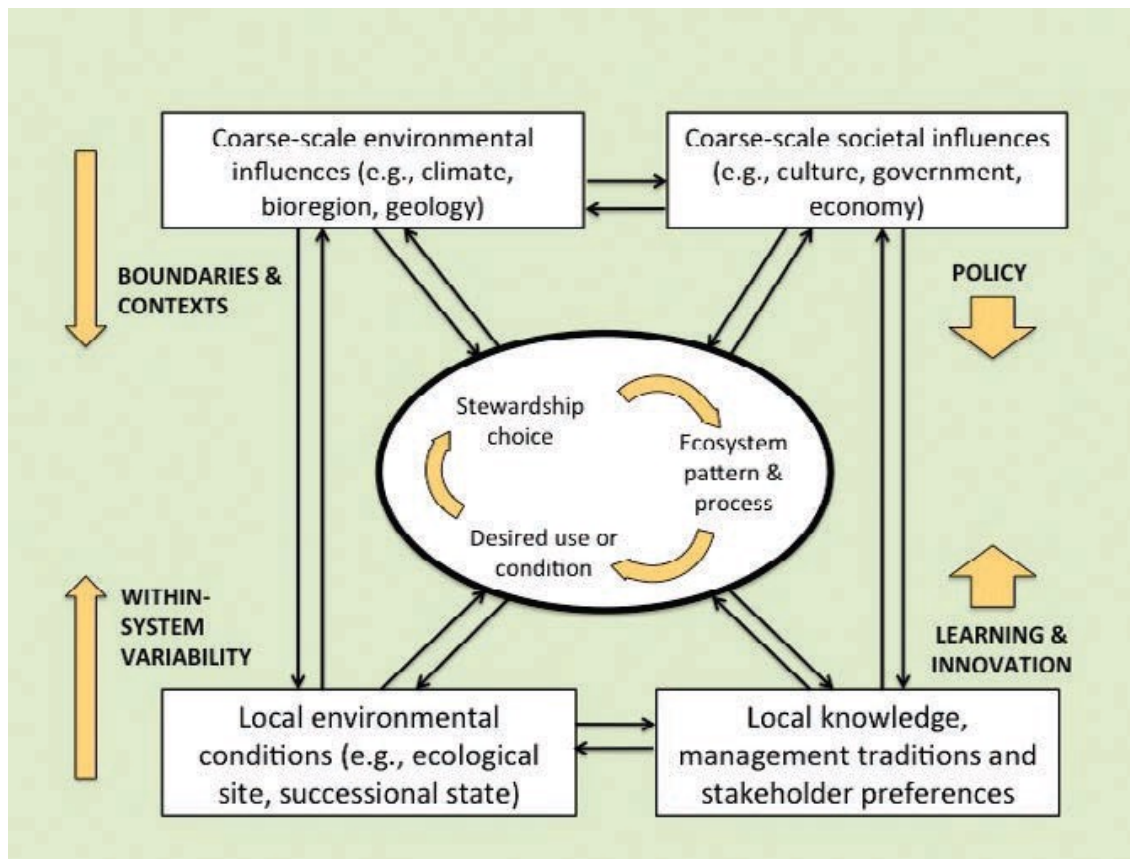 Coarse-scale environmental
influences (e.g., climate,
bioregion, geology)
Coarse-scale societal influences
(e.g., culture, government,
economy)
BOUNDARIES &
CONTEXTS
POLICY
Stewardship
choice
Ecosystem
pattern &
process
Desired use or
condition
WITHIN-
SYSTEM
VARIABILITY
LEARNING &
INNOVATION
Local environmental
conditions (e.g., ecological
site, successional state)
Local knowledge,
management traditions and
stakeholder preferences